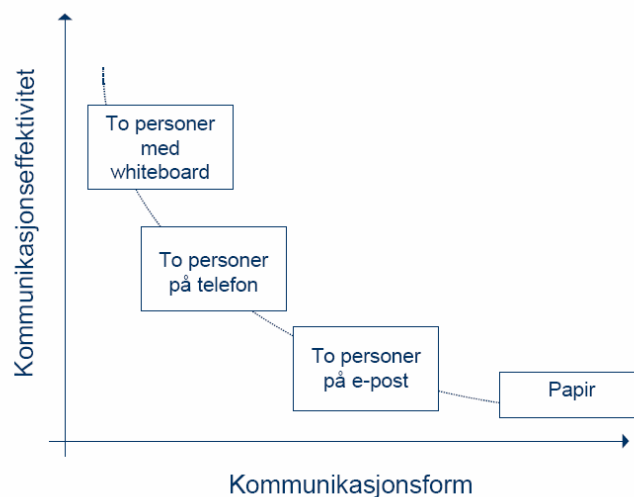 Kommunikasjonseffektivitet
To personer
med
whiteboard
To personer
på telefon
To personer
på e-post
Papir
Kommunikasjonsform